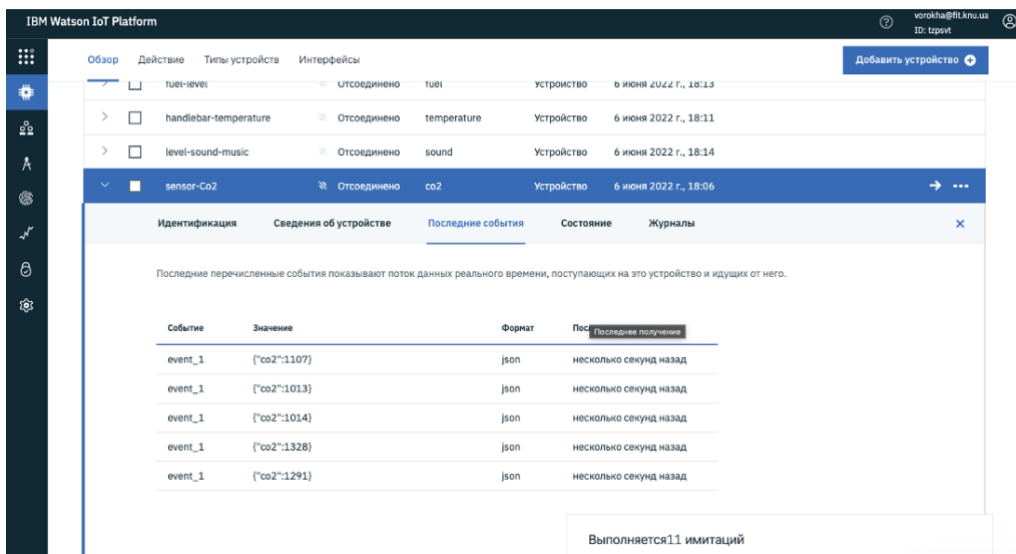 IBM Watson IoT Platform
vorokha@fit.knu.ua
ID: tzpsvt
Обзор Действие Типы устройств Интерфейсы
Добавить устройство
fuel-level Отсоединено fuel Устройство 6 июня 2022 г., 18:13
handlebar-temperature Отсоединено temperature Устройство 6 июня 2022 г., 18:11
level-sound-music Отсоединено sound Устройство 6 июня 2022 г., 18:14
sensor-Co2 Отсоединено co2 Устройство 6 июня 2022 г., 18:06
Идентификация Сведения об устройстве Последние события Состояние Журналы
Последние перечисленные события показывают поток данных реального времени, поступающих на это устройство и идущих от него.
Событие Значение Формат Пос
Последнее получение
event_1 {"co2":1107} json несколько секунд назад
event_1 {"co2":1013} json несколько секунд назад
event_1 {"co2":1014} json несколько секунд назад
event_1 {"co2":1328} json несколько секунд назад
event_1 {"co2":1291} json несколько секунд назад
Выполняется11 имитаций